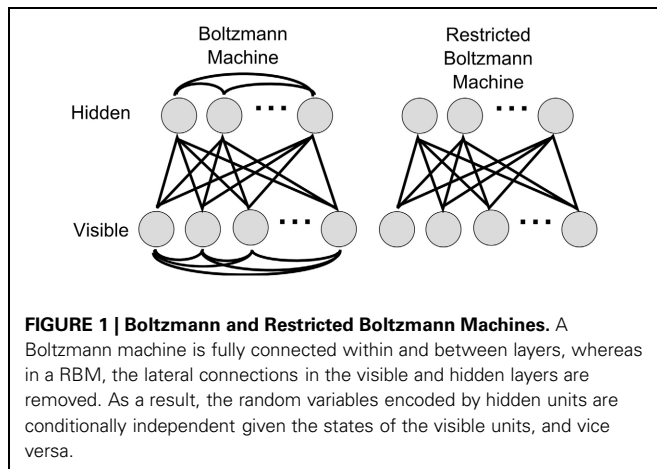 Boltzmann
Machine
Restricted
Boltzmann
Machine
Hidden
Visible
FIGURE 1 | Boltzmann and Restricted Boltzmann Machines. A
Boltzmann machine is fully connected within and between layers, whereas
in a RBM, the lateral connections in the visible and hidden layers are
removed. As a result, the random variables encoded by hidden units are
conditionally independent given the states of the visible units, and vice
versa.